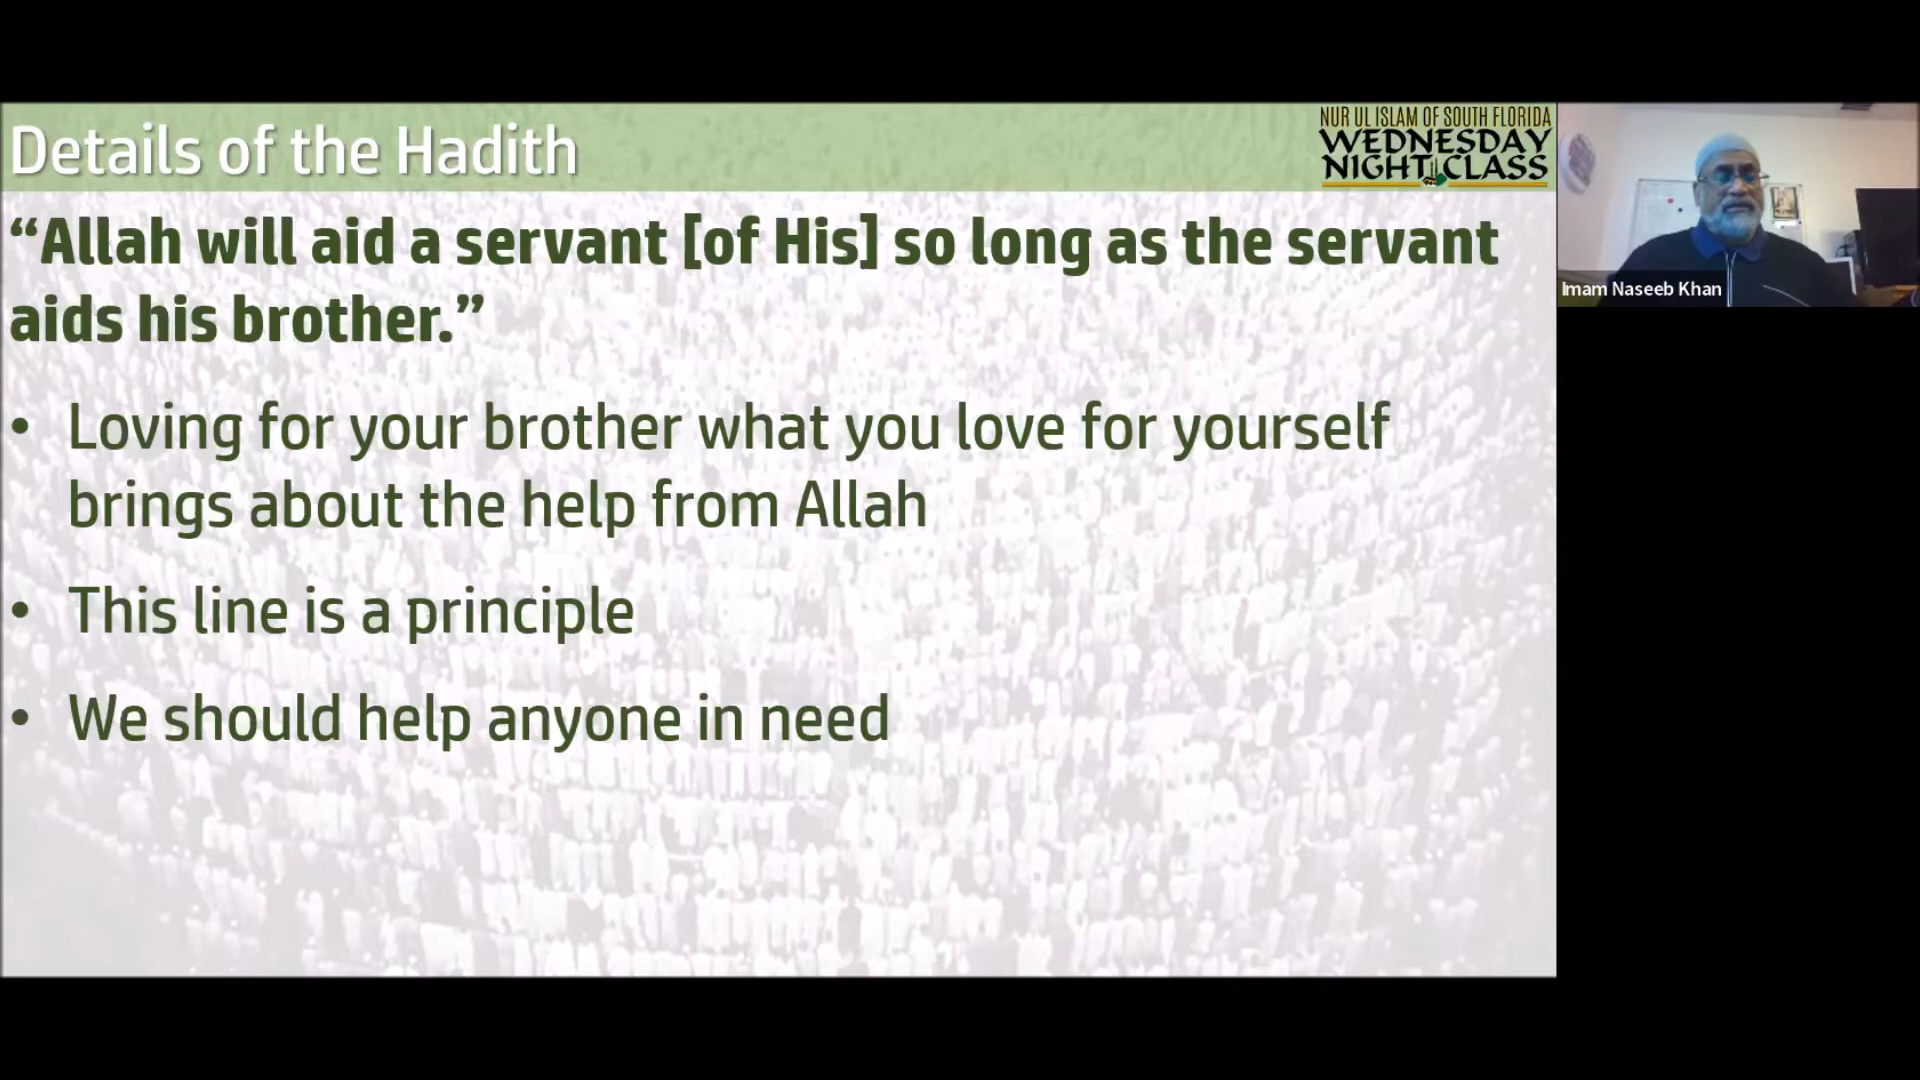 Details of the Hadith
NUR UL ISLAM OF SOUTH FLORIDA
WEDNESDAY
NIGHT CLASS
“Allah will aid a servant [of His] so long as the servant
aids his brother.”
• Loving for your brother what you love for yourself
brings about the help from Allah
• This line is a principle
• We should help anyone in need
Imam Naseeb Khan